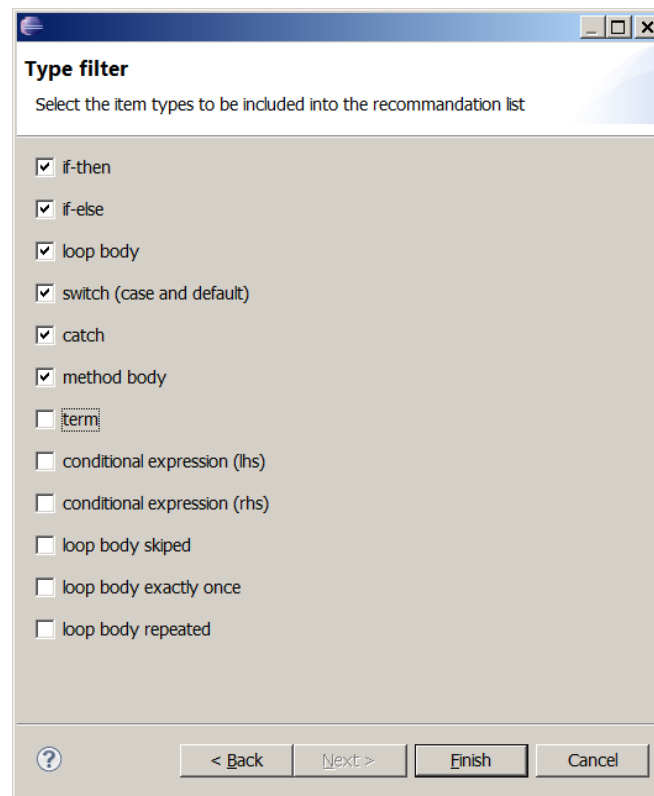 Type filter
Select the item types to be included into the recommandation list
if-then
if-else
loop body
switch (case and default)
catch
method body
term
conditional expression (lhs)
conditional expression (rhs)
loop body skiped
loop body exactly once
loop body repeated
? < Back Next > Finish Cancel